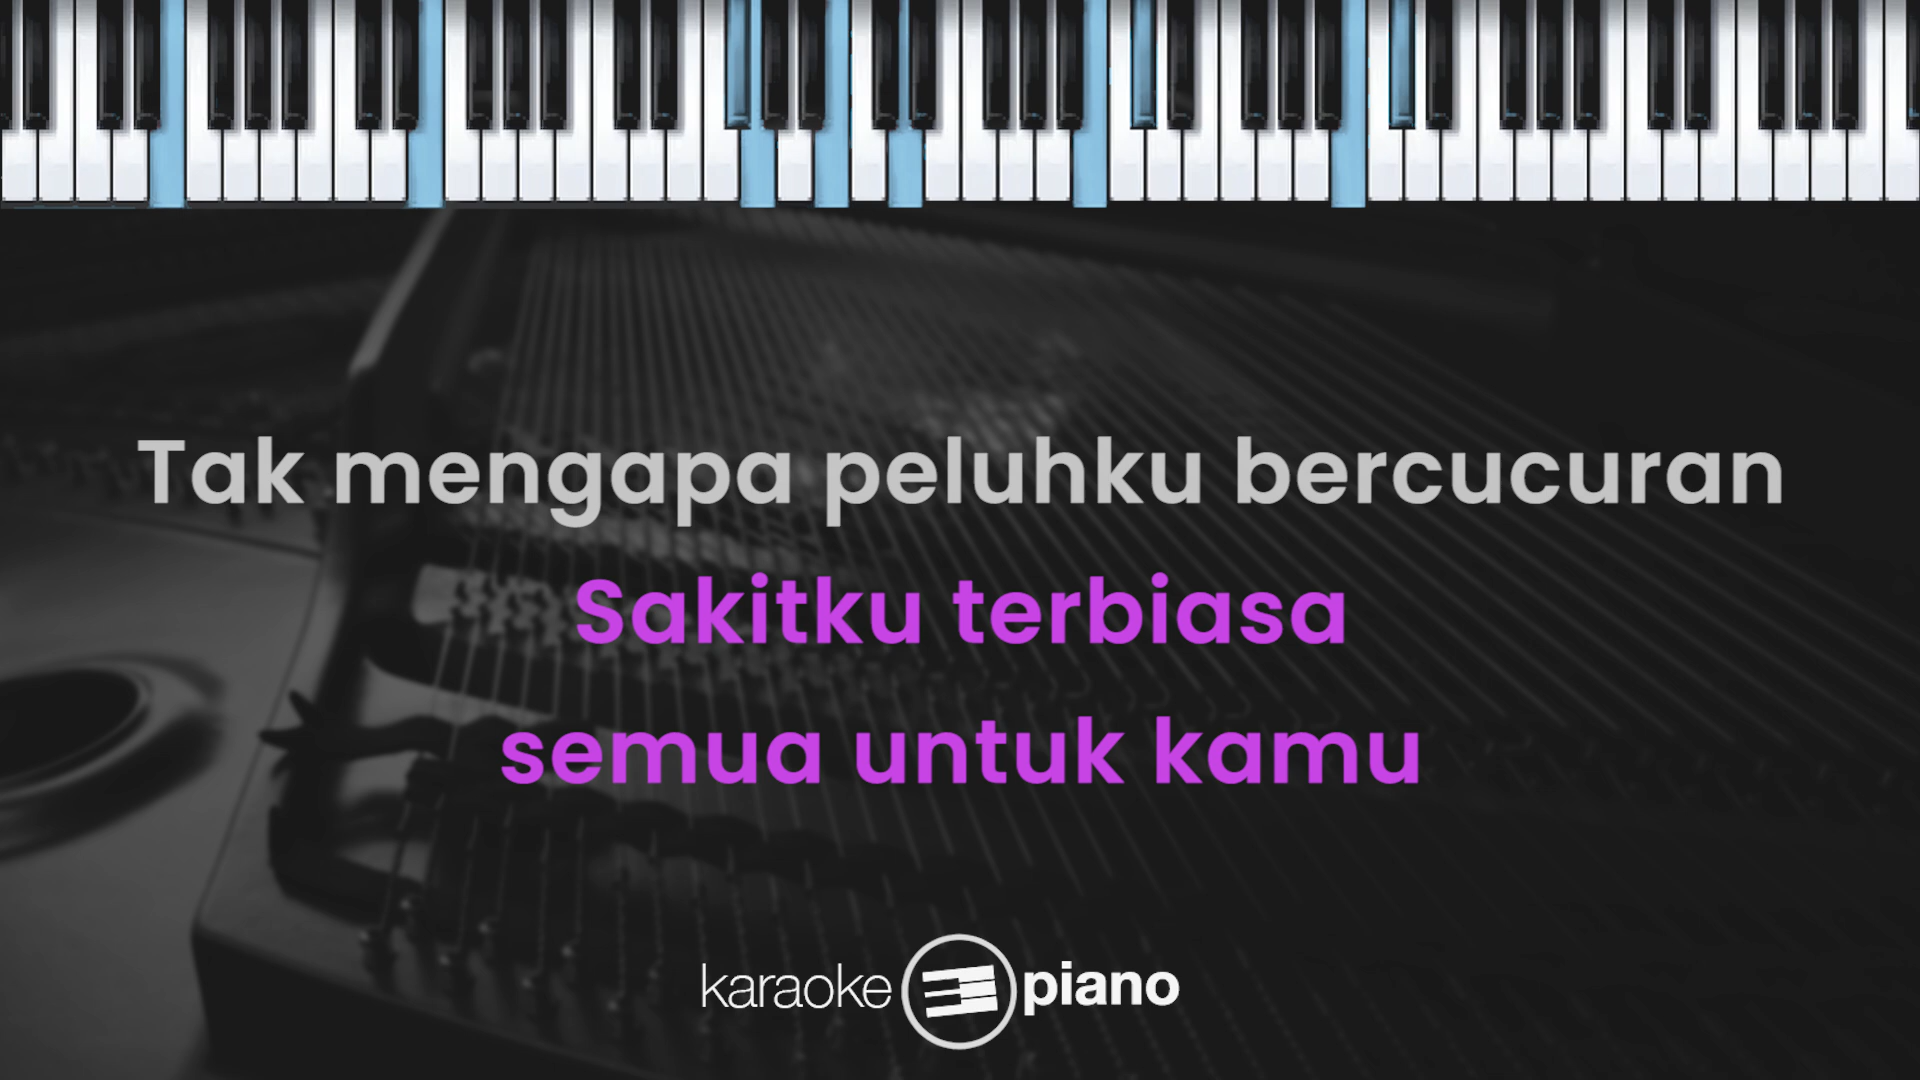 Tak mengapa peluhku bercucuran
Sakitku terbiasa
semua untuk kamu
karaoke piano